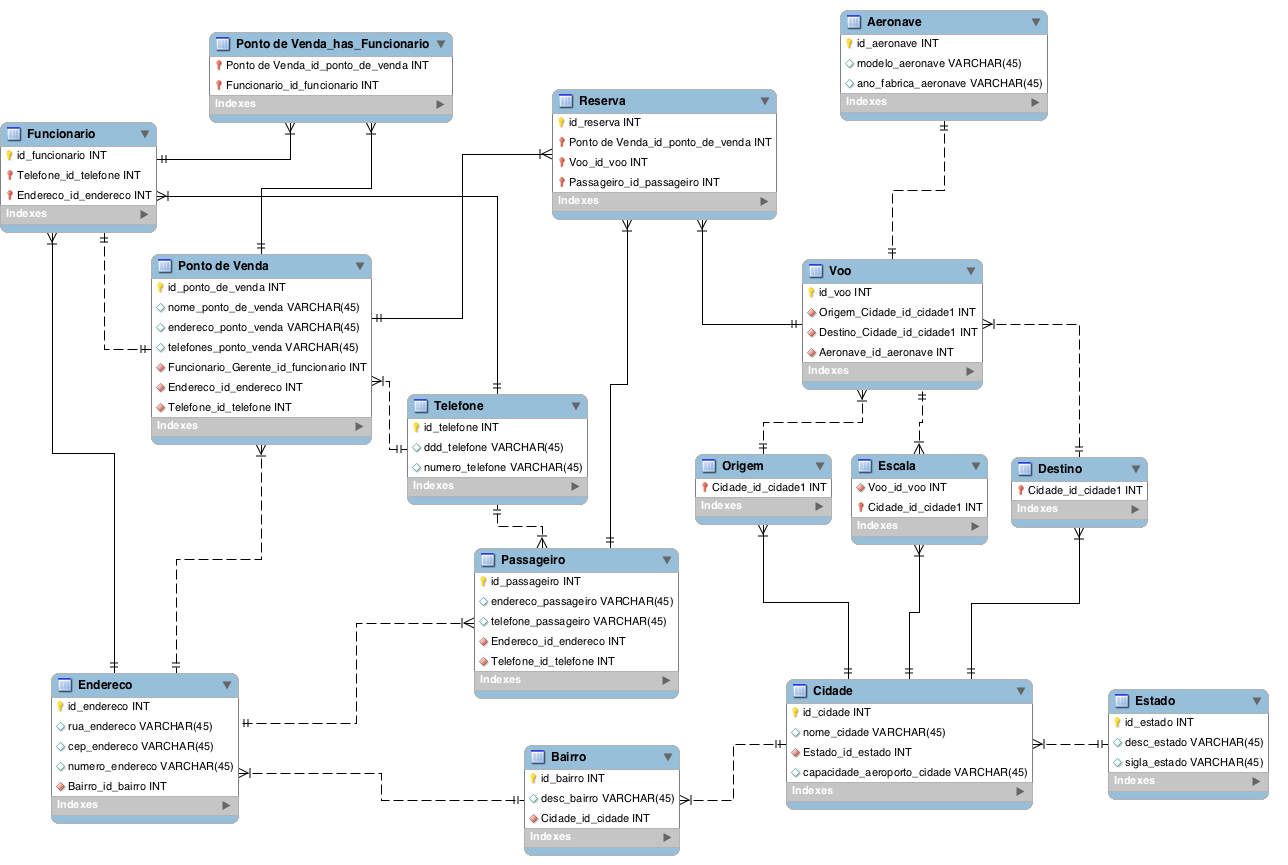 Aeronave
id_aeronave INT
modelo_aeronave VARCHAR(45)
ano_fabrica_aeronave VARCHAR(45)
Indexes
Ponto de Venda_has_Funcionario
Ponto de Venda_id_ponto_de_venda INT
Funcionario_id_funcionario INT
Indexes
Reserva
id_reserva INT
Ponto de Venda_id_ponto_de_venda INT
Voo_id_voo INT
Passageiro_id_passageiro INT
Indexes
Funcionario
id_funcionario INT
Telefone_id_telefone INT
Endereco_id_endereco INT
Indexes
Ponto de Venda
id_ponto_de_venda INT
nome_ponto_de_venda VARCHAR(45)
endereco_ponto_venda VARCHAR(45)
telefones_ponto_venda VARCHAR(45)
Funcionario_Gerente_id_funcionario INT
Endereco_id_endereco INT
Telefone_id_telefone INT
Indexes
Voo
id_voo INT
Origem_Cidade_id_cidade1 INT
Destino_Cidade_id_cidade1 INT
Aeronave_id_aeronave INT
Indexes
Telefone
id_telefone INT
ddd_telefone VARCHAR(45)
numero_telefone VARCHAR(45)
Indexes
Origem
Cidade_id_cidade1 INT
Indexes
Escala
Voo_id_voo INT
Cidade_id_cidade1 INT
Indexes
Destino
Cidade_id_cidade1 INT
Indexes
Passageiro
id_passageiro INT
endereco_passageiro VARCHAR(45)
telefone_passageiro VARCHAR(45)
Endereco_id_endereco INT
Telefone_id_telefone INT
Indexes
Endereco
id_endereco INT
rua_endereco VARCHAR(45)
cep_endereco VARCHAR(45)
numero_endereco VARCHAR(45)
Bairro_id_bairro INT
Indexes
Cidade
id_cidade INT
nome_cidade VARCHAR(45)
Estado_id_estado INT
capacidade_aeroporto_cidade VARCHAR(45)
Indexes
Estado
id_estado INT
desc_estado VARCHAR(45)
sigla_estado VARCHAR(45)
Indexes
Bairro
id_bairro INT
desc_bairro VARCHAR(45)
Cidade_id_cidade INT
Indexes